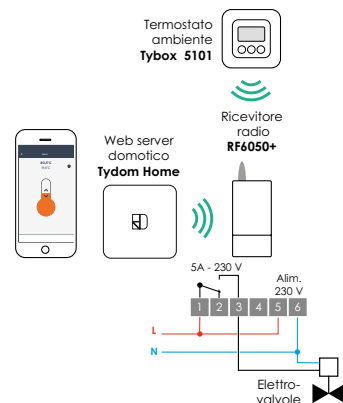 Termostato
ambiente
Tybox 5101
Ricevitore
radio
RF6050+
Web server
domotico
Tydom Home
5A - 230 V
Alim.
230 V
1 2 3 4 5 6
L
N
Elettro-
valvole